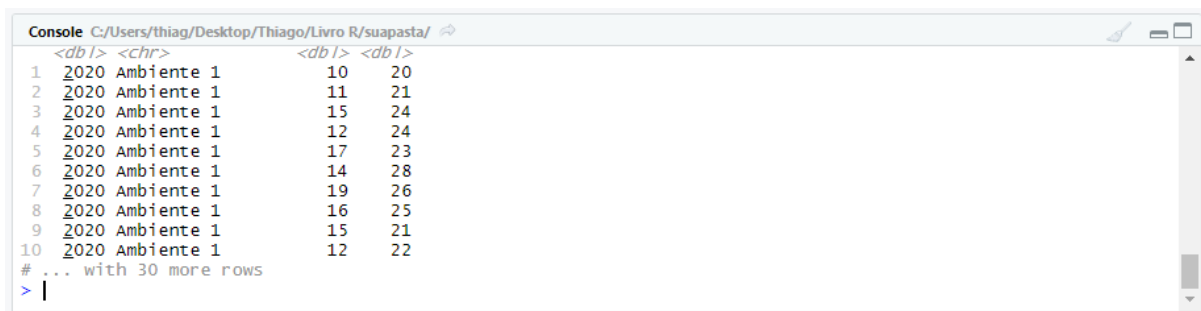 Console C:/Users/thiag/Desktop/Thiago/Livro R/suapasta/
<dbl> <chr> <dbl> <dbl>
1 2020 Ambiente 1 10 20
2 2020 Ambiente 1 11 21
3 2020 Ambiente 1 15 24
4 2020 Ambiente 1 12 24
5 2020 Ambiente 1 17 23
6 2020 Ambiente 1 14 28
7 2020 Ambiente 1 19 26
8 2020 Ambiente 1 16 25
9 2020 Ambiente 1 15 21
10 2020 Ambiente 1 12 22
# ... with 30 more rows
>